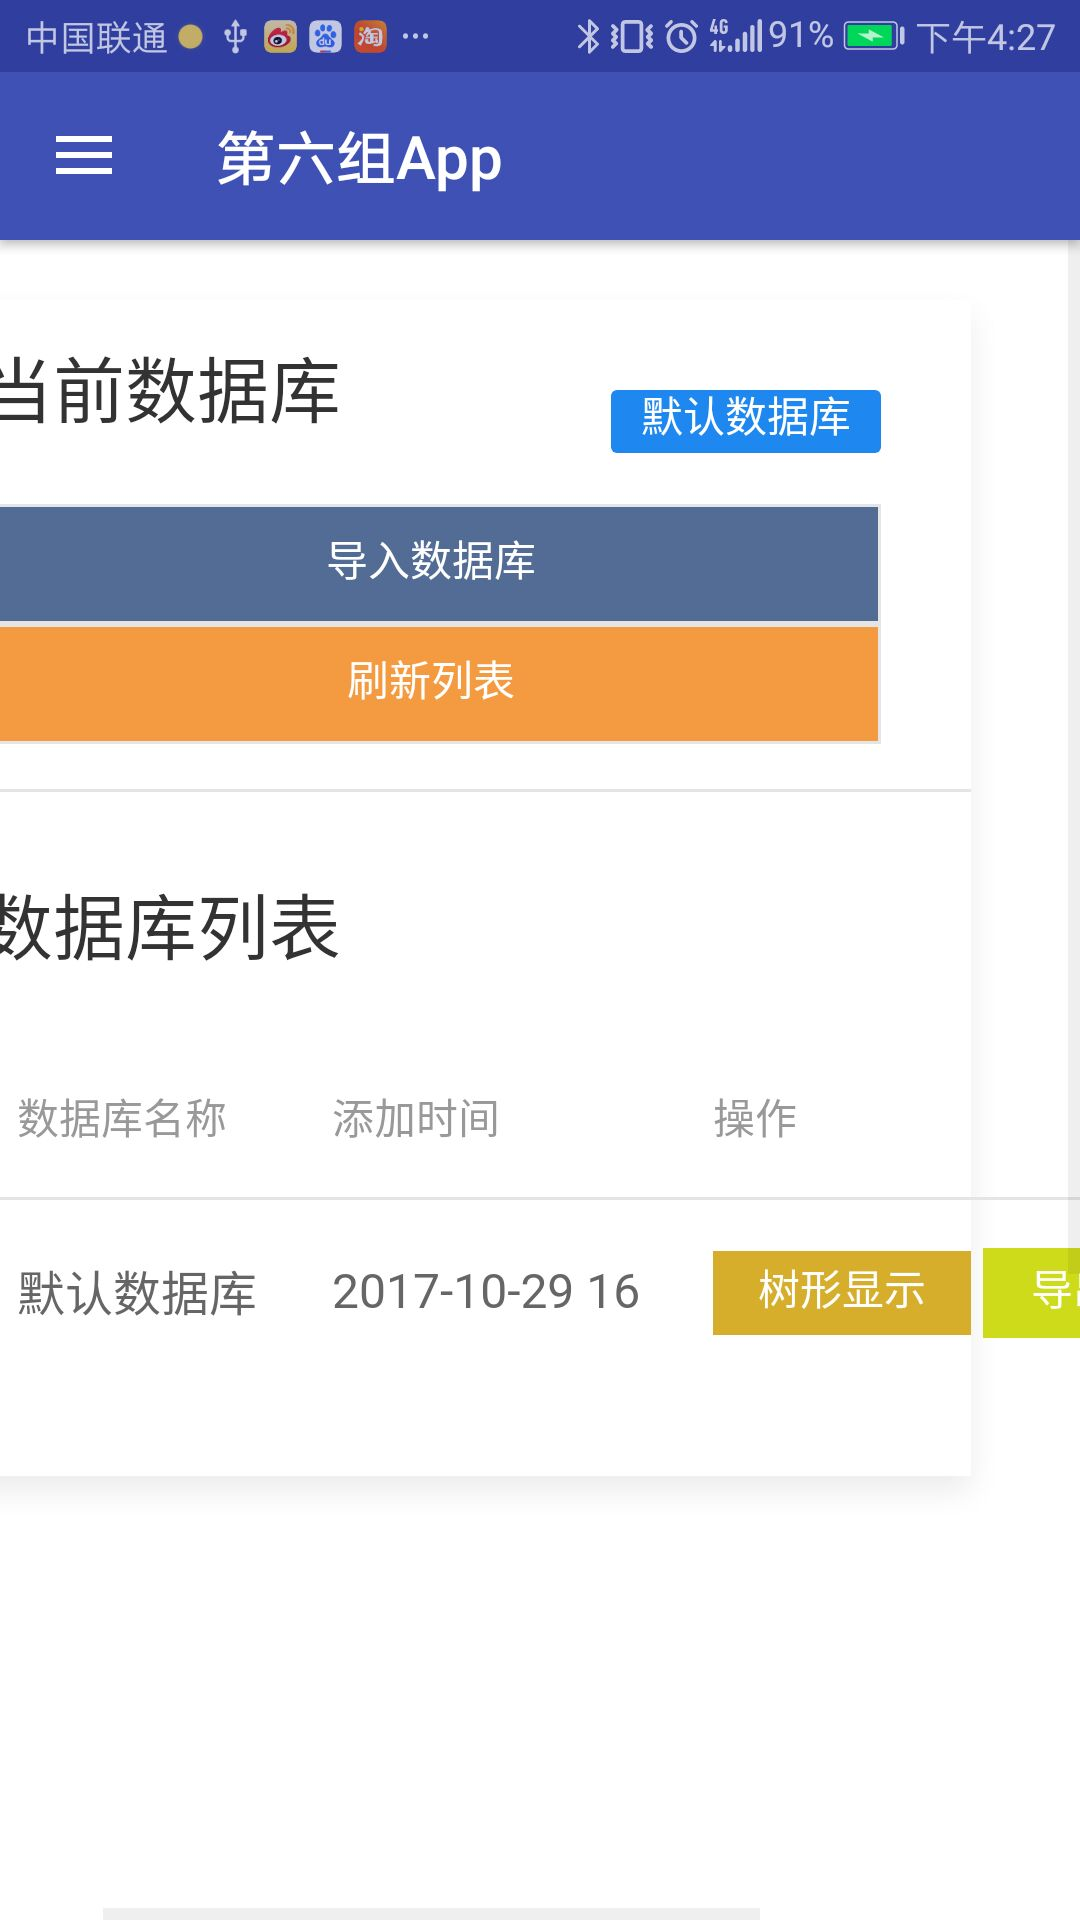 中国联通 4G 91% 下午4:27
第六组App
当前数据库
默认数据库
导入数据库
刷新列表
数据库列表
数据库名称 添加时间 操作
默认数据库 2017-10-29 16 树形显示 导